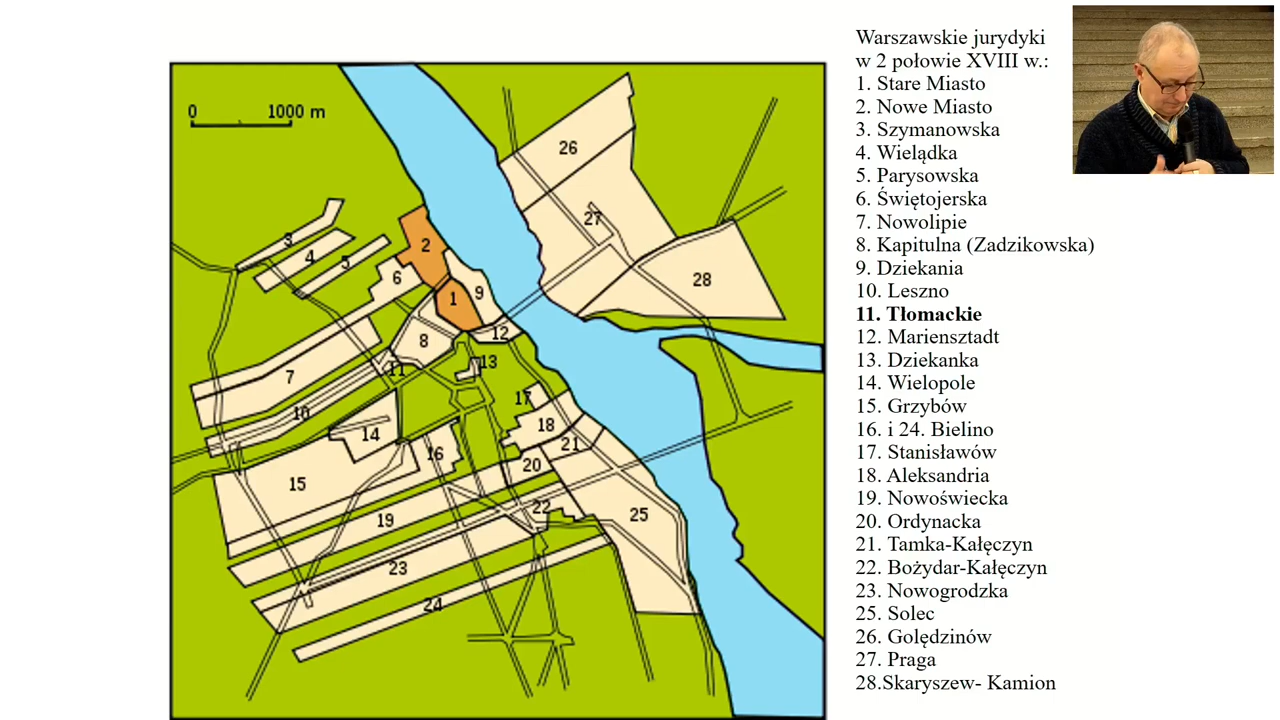 0 1000 m
26
27
28
2
3
4
5
6
1
9
12
8
13
11
7
17
10
18
14
21
16
20
15
22
25
19
23
24
Warszawskie jurydyki
w 2 połowie XVIII w.:
1. Stare Miasto
2. Nowe Miasto
3. Szymanowska
4. Wielądka
5. Parysowska
6. Świętojerska
7. Nowolipie
8. Kapitulna (Zadzikowska)
9. Dziekania
10. Leszno
11. Tłomackie
12. Mariensztadt
13. Dziekanka
14. Wielopole
15. Grzybów
16. i 24. Bielino
17. Stanisławów
18. Aleksandria
19. Nowoświecka
20. Ordynacka
21. Tamka-Kałęczyn
22. Bożydar-Kałęczyn
23. Nowogrodzka
25. Solec
26. Golędzinów
27. Praga
28.Skaryszew- Kamion